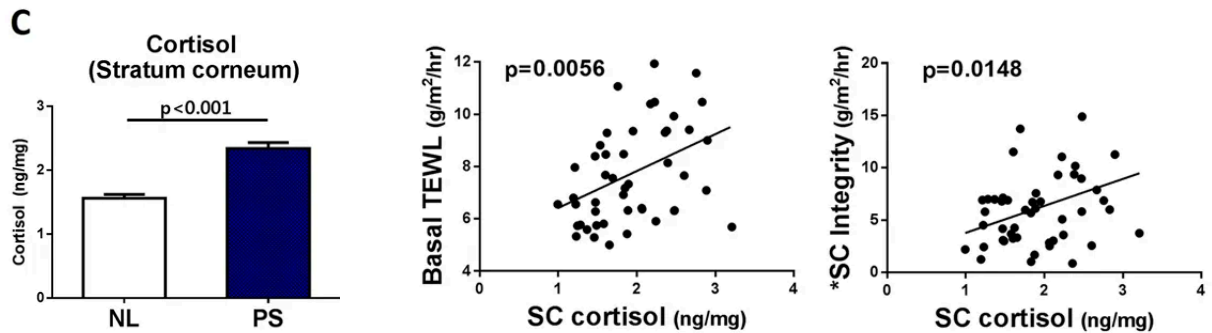 C
Cortisol
(Stratum corneum)
p<0.001
Cortisol (ng/mg)
3
2
1
0
NL
PS
p=0.0056
Basal TEWL (g/m²/hr)
12
10
8
6
4
0
1
2
3
4
SC cortisol (ng/mg)
p=0.0148
*SC Integrity (g/m²/hr)
20
15
10
5
0
0
1
2
3
4
SC cortisol (ng/mg)